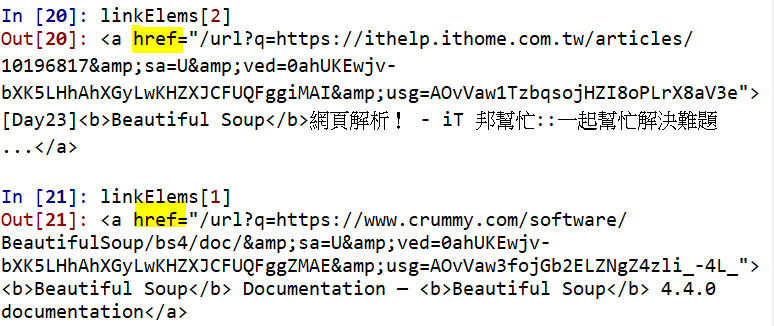 In [20]: linkElems[2]
Out[20]: <a href="/url?q=https://ithelp.ithome.com.tw/articles/
10196817&amp;sa=U&amp;ved=0ahUKEwjv-
bXK5LHhAhXGyLwKHZXJCFUQFggiMAI&amp;usg=AOvVaw1TzbqsojHZI8oPLrX8aV3e">
[Day23]<b>Beautiful Soup</b>網頁解析! - iT 邦幫忙::一起幫忙解決難題
...</a>
In [21]: linkElems[1]
Out[21]: <a href="/url?q=https://www.crummy.com/software/
BeautifulSoup/bs4/doc/&amp;sa=U&amp;ved=0ahUKEwjv-
bXK5LHhAhXGyLwKHZXJCFUQFggZMAE&amp;usg=AOvVaw3fojGb2ELZNgZ4zli_-4L_">
<b>Beautiful Soup</b> Documentation — <b>Beautiful Soup</b> 4.4.0
documentation</a>